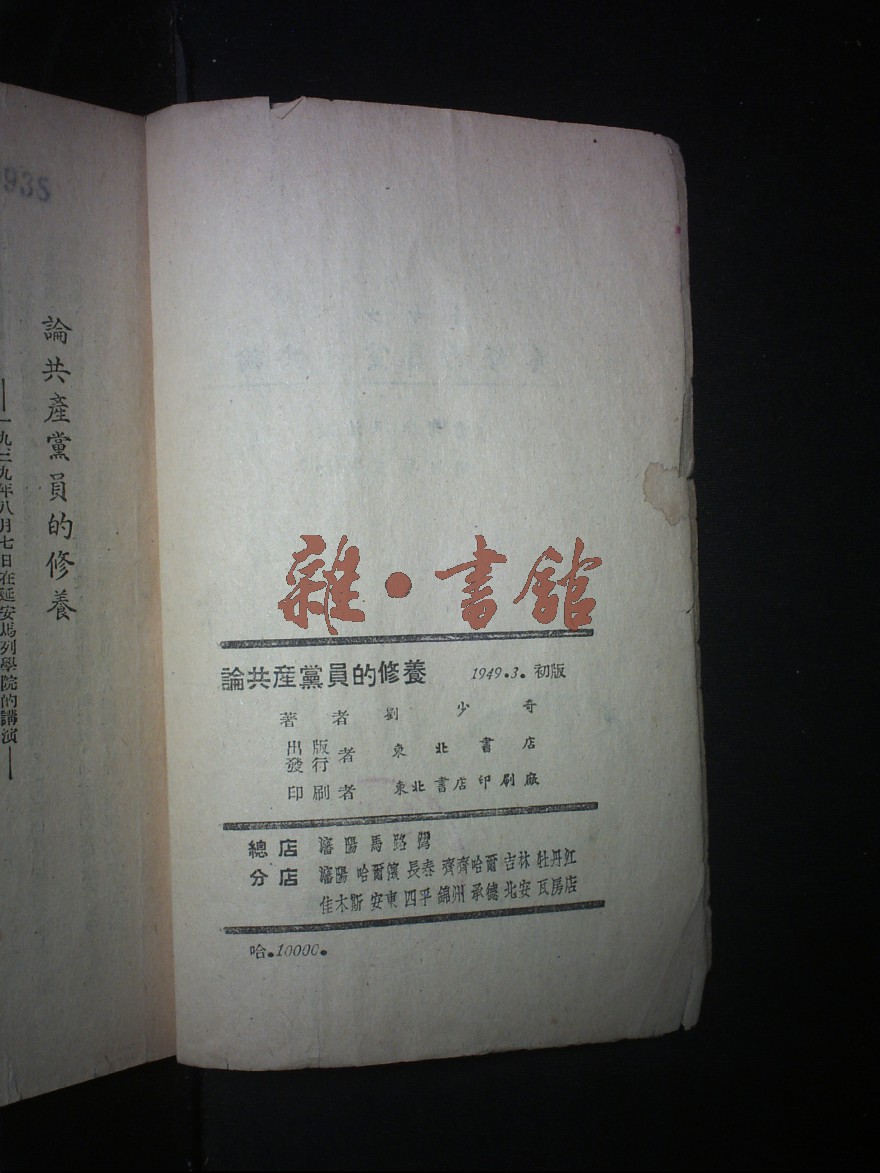 935
論共產黨員的修養
——一九三九年八月七日在延安馬列學院的講演——
雜·書館
論共產黨員的修養 1949.3. 初版
著者 劉少奇
出版發行者 東北書店
印刷者 東北書店印刷廠
總店 瀋陽馬路灣
分店 瀋陽 哈爾濱 長春 齊齊哈爾 吉林 牡丹江
佳木斯 安東 四平 錦州 承德 北安 瓦房店
哈.10000.